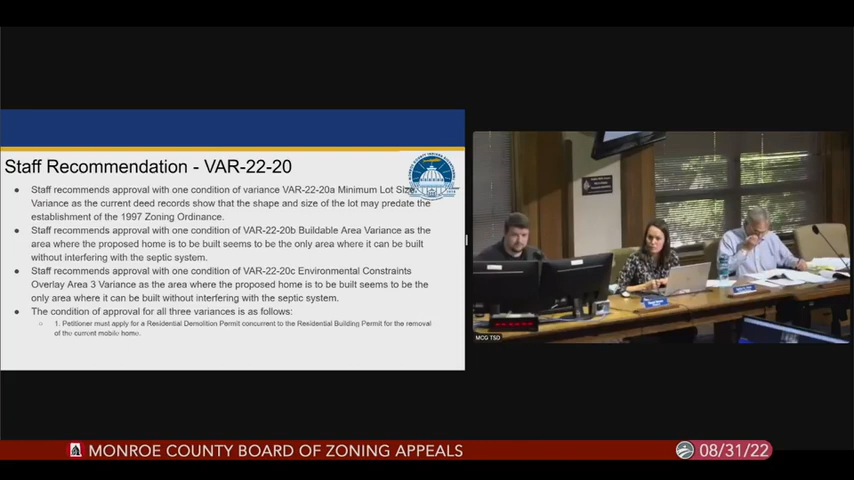 Staff Recommendation - VAR-22-20
● Staff recommends approval with one condition of variance VAR-22-20a Minimum Lot Size
Variance as the current deed records show that the shape and size of the lot may predate the
establishment of the 1997 Zoning Ordinance.
● Staff recommends approval with one condition of VAR-22-20b Buildable Area Variance as the
area where the proposed home is to be built seems to be the only area where it can be built
without interfering with the septic system.
● Staff recommends approval with one condition of VAR-22-20c Environmental Constraints
Overlay Area 3 Variance as the area where the proposed home is to be built seems to be the
only area where it can be built without interfering with the septic system.
● The condition of approval for all three variances is as follows:
○ 1. Petitioner must apply for a Residential Demolition Permit concurrent to the Residential Building Permit for the removal
of the current mobile home.
MCG TSD
MONROE COUNTY BOARD OF ZONING APPEALS
08/31/22